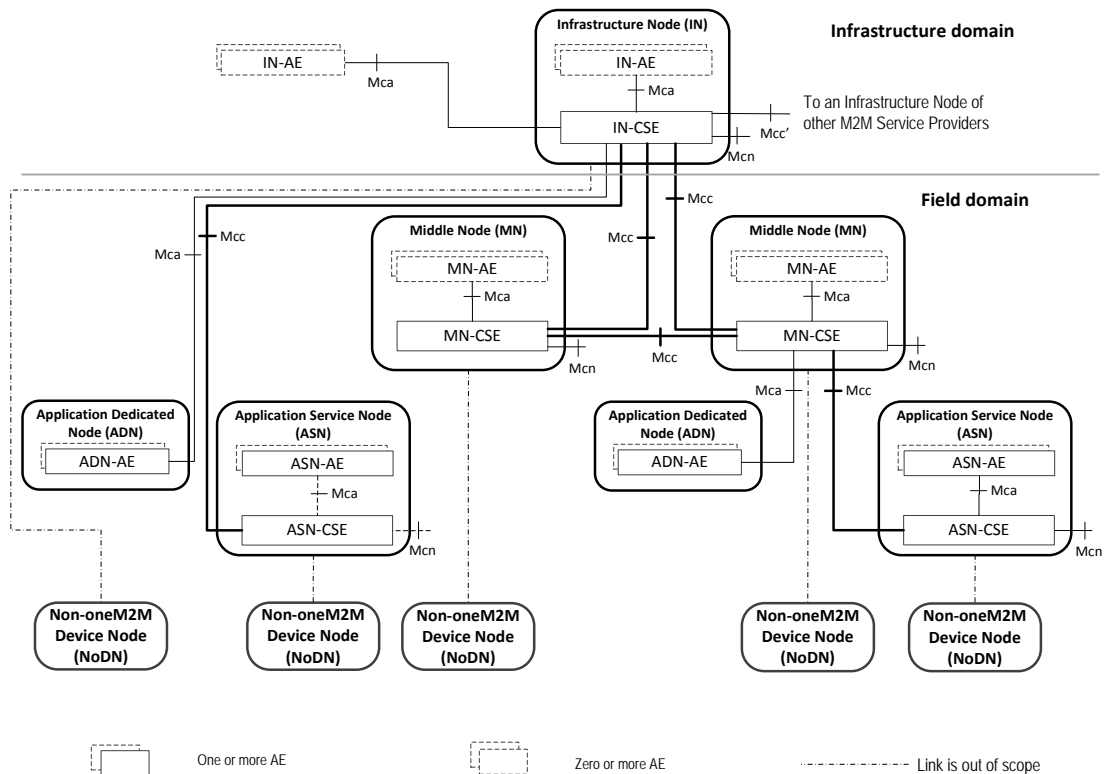 Infrastructure Node (IN)
Infrastructure domain
IN-AE
Mca
IN-AE
Mca
IN-CSE
Mcc'
Mcn
To an Infrastructure Node of
other M2M Service Providers
Field domain
Mca
Mcc
Mcc
Mcc
Middle Node (MN)
MN-AE
Mca
MN-CSE
Mcn
Mcc
Middle Node (MN)
MN-AE
Mca
MN-CSE
Mcn
Mca
Mcc
Application Dedicated
Node (ADN)
ADN-AE
Application Service Node
(ASN)
ASN-AE
Mca
ASN-CSE
Mcn
Application Dedicated
Node (ADN)
ADN-AE
Application Service Node
(ASN)
ASN-AE
Mca
ASN-CSE
Mcn
Non-oneM2M
Device Node
(NoDN)
Non-oneM2M
Device Node
(NoDN)
Non-oneM2M
Device Node
(NoDN)
Non-oneM2M
Device Node
(NoDN)
Non-oneM2M
Device Node
(NoDN)
One or more AE
Zero or more AE
Link is out of scope